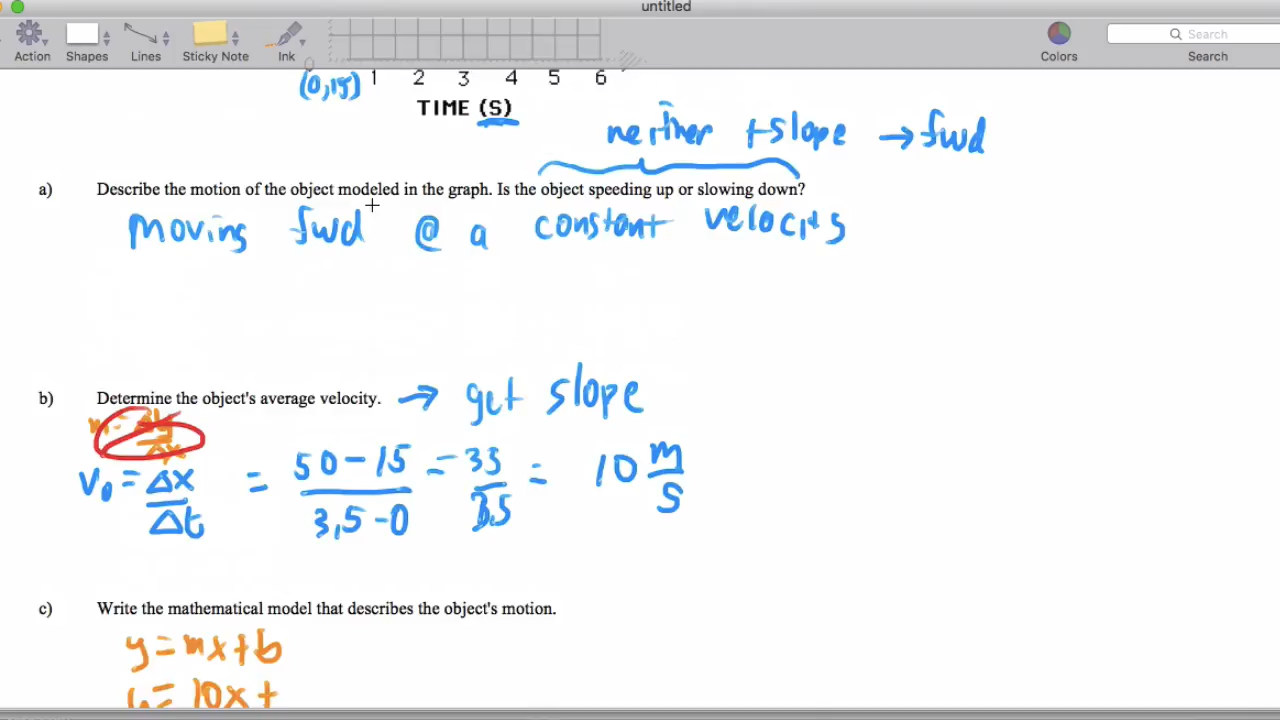 untitled
Action Shapes Lines Sticky Note Ink Colors Search Search
(0,15) 1 2 3 4 5 6
TIME (S)
neither +slope → fwd
a) Describe the motion of the object modeled in the graph. Is the object speeding up or slowing down?
moving fwd @ a constant velocity
b) Determine the object's average velocity. → get slope
m = Δy/Δx
v₀ = Δx/Δt = 50-15/3.5-0 = 35/3.5 = 10 m/s
c) Write the mathematical model that describes the object's motion.
y=mx+b
y= 10x+